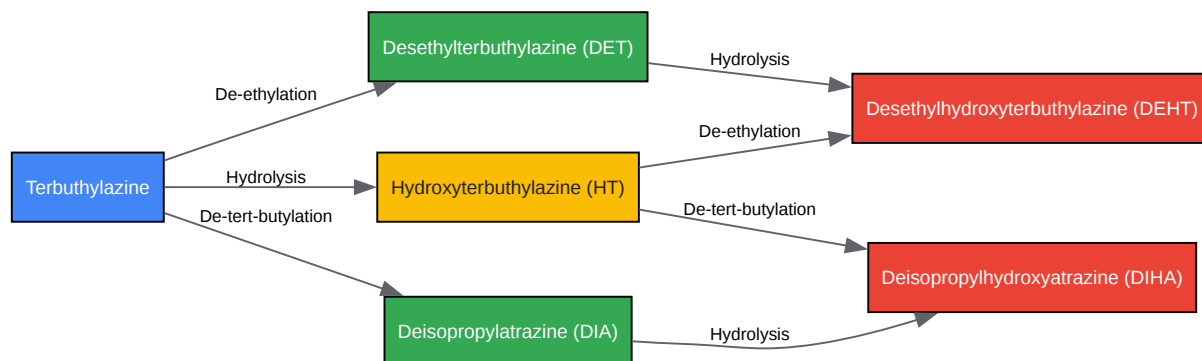 Desethylterbuthylazine (DET)
Hydrolysis
De-ethylation
Desethylhydroxyterbuthylazine (DEHT)
De-ethylation
Terbuthylazine
Hydrolysis
Hydroxyterbuthylazine (HT)
De-tert-butylation
De-tert-butylation
Deisopropylhydroxyatrazine (DIHA)
Deisopropylatrazine (DIA)
Hydrolysis